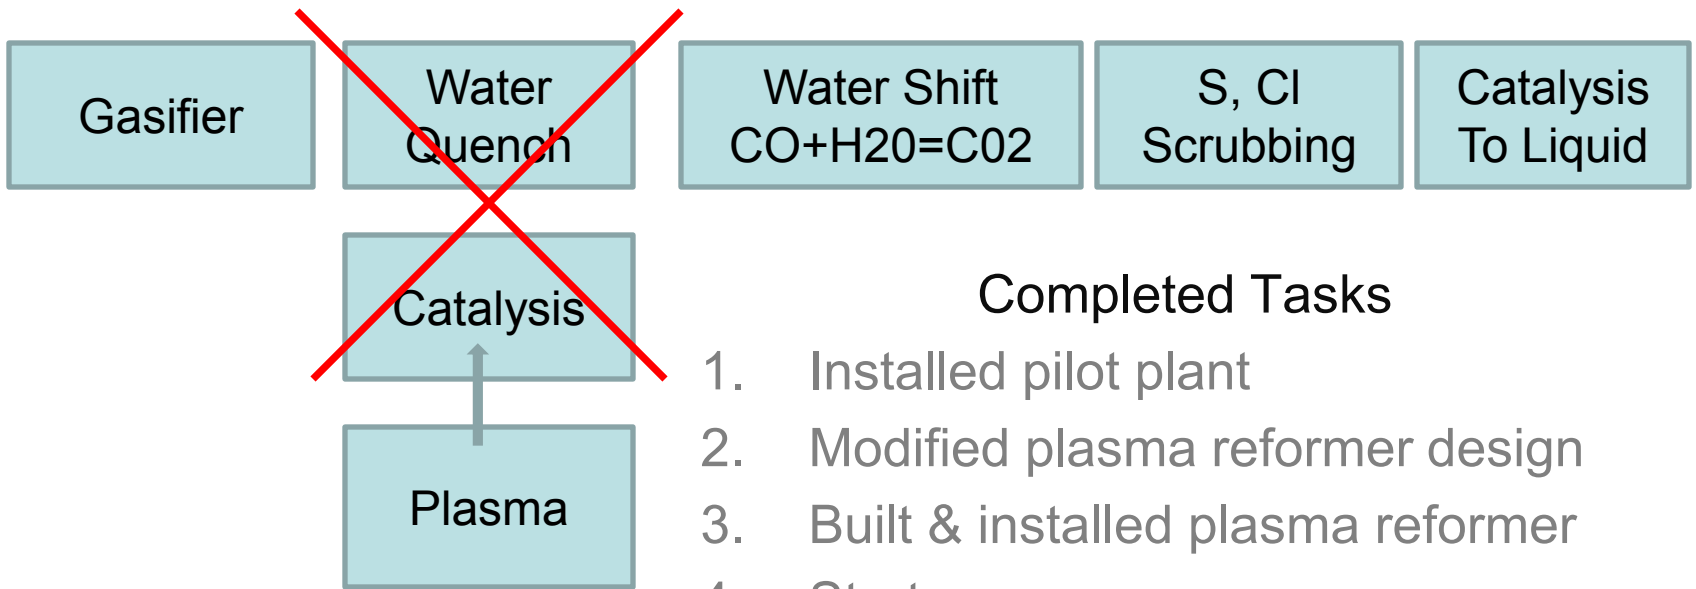 Gasifier
Water
Quench
Water Shift
CO+H20=C02
S, Cl
Scrubbing
Catalysis
To Liquid
Catalysis
Plasma
Completed Tasks
1. Installed pilot plant
2. Modified plasma reformer design
3. Built & installed plasma reformer